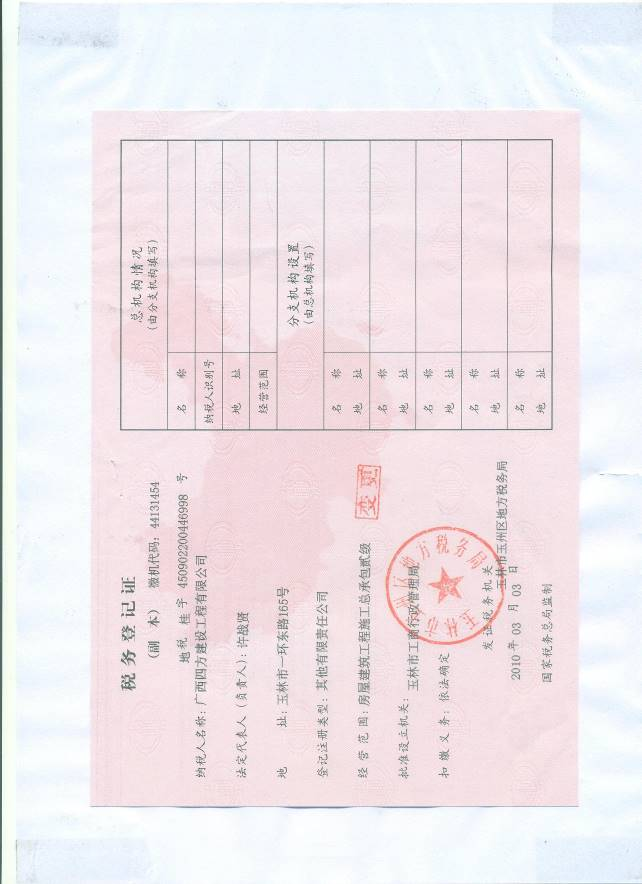 税务登记证
(副 本) 微机代码: 44131454
地税 桂 字 450902200446998 号
纳税人名称: 广西四方建设工程有限公司
法定代表人(负责人): 许战贤
地 址: 玉林市一环东路165号
登记注册类型: 其他有限责任公司
经 营 范 围: 房屋建筑工程施工总承包贰级
变更
批准设立机关: 玉林市工商行政管理局
扣 缴 义 务: 依法确定
发证税务机关
玉林市玉州区地方税务局
2010 年 03 月 03 日
国家税务总局监制
玉林市玉州区地方税务局
总机构情况
(由分支机构填写)
名 称
纳税人识别号
地 址
经营范围
分支机构设置
(由总机构填写)
名 称
地 址
名 称
地 址
名 称
地 址
名 称
地 址
名 称
地 址